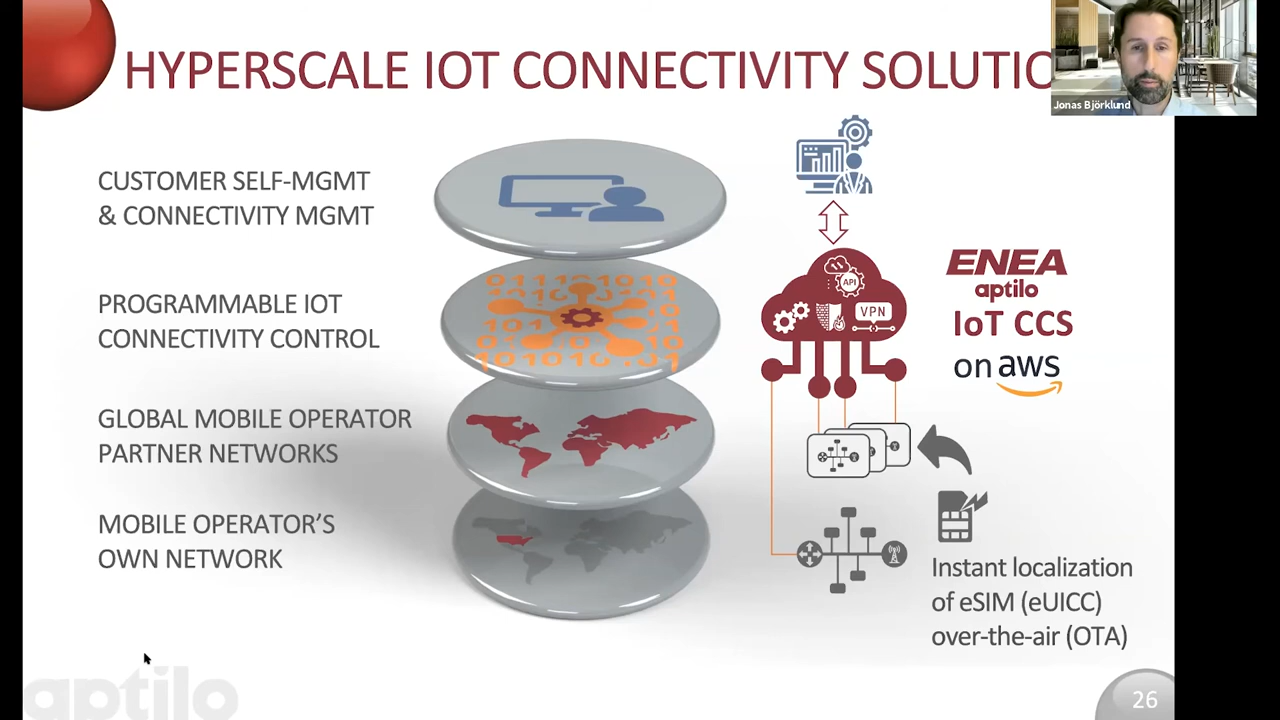 HYPERSCALE IOT CONNECTIVITY SOLUTIO
Jonas Björklund
CUSTOMER SELF-MGMT
& CONNECTIVITY MGMT
PROGRAMMABLE IOT
CONNECTIVITY CONTROL
GLOBAL MOBILE OPERATOR
PARTNER NETWORKS
MOBILE OPERATOR'S
OWN NETWORK
API
VPN
ENEA
aptilo
IoT CCS
on aws
Instant localization
of eSIM (eUICC)
over-the-air (OTA)
aptilo
26